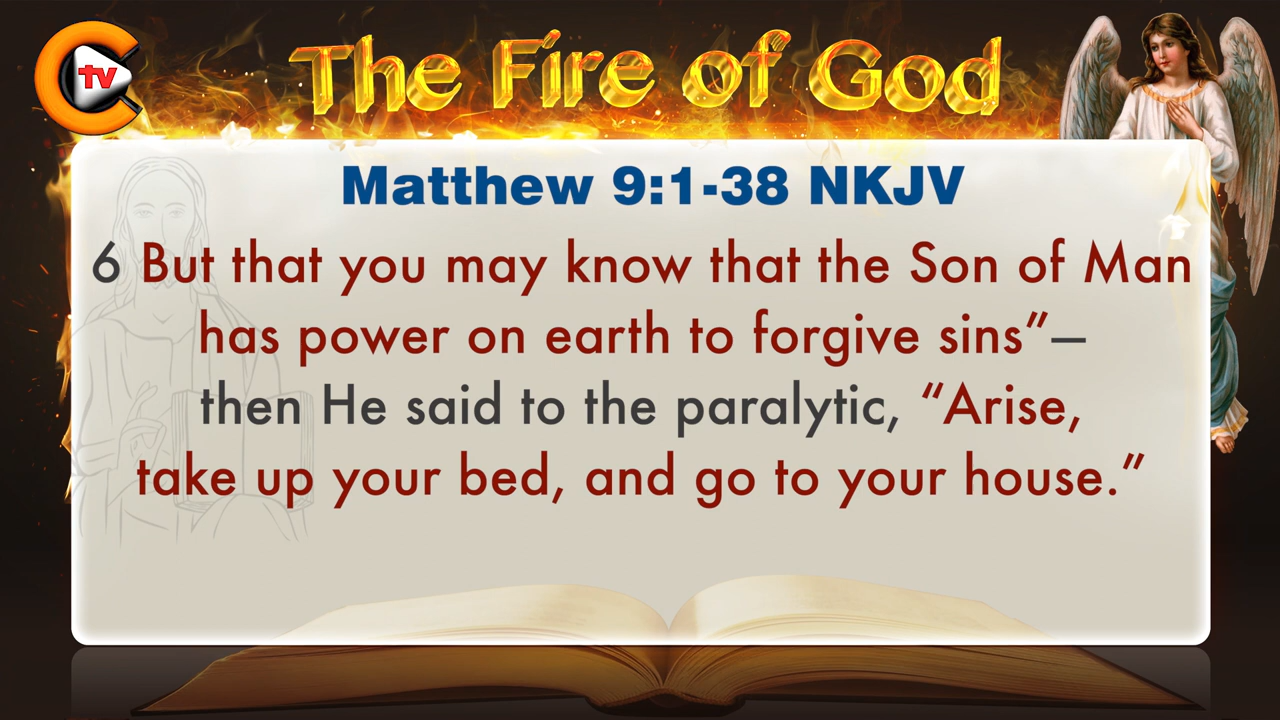 tv
The Fire of God
Matthew 9:1-38 NKJV
6 But that you may know that the Son of Man
has power on earth to forgive sins”—
then He said to the paralytic, “Arise,
take up your bed, and go to your house.”